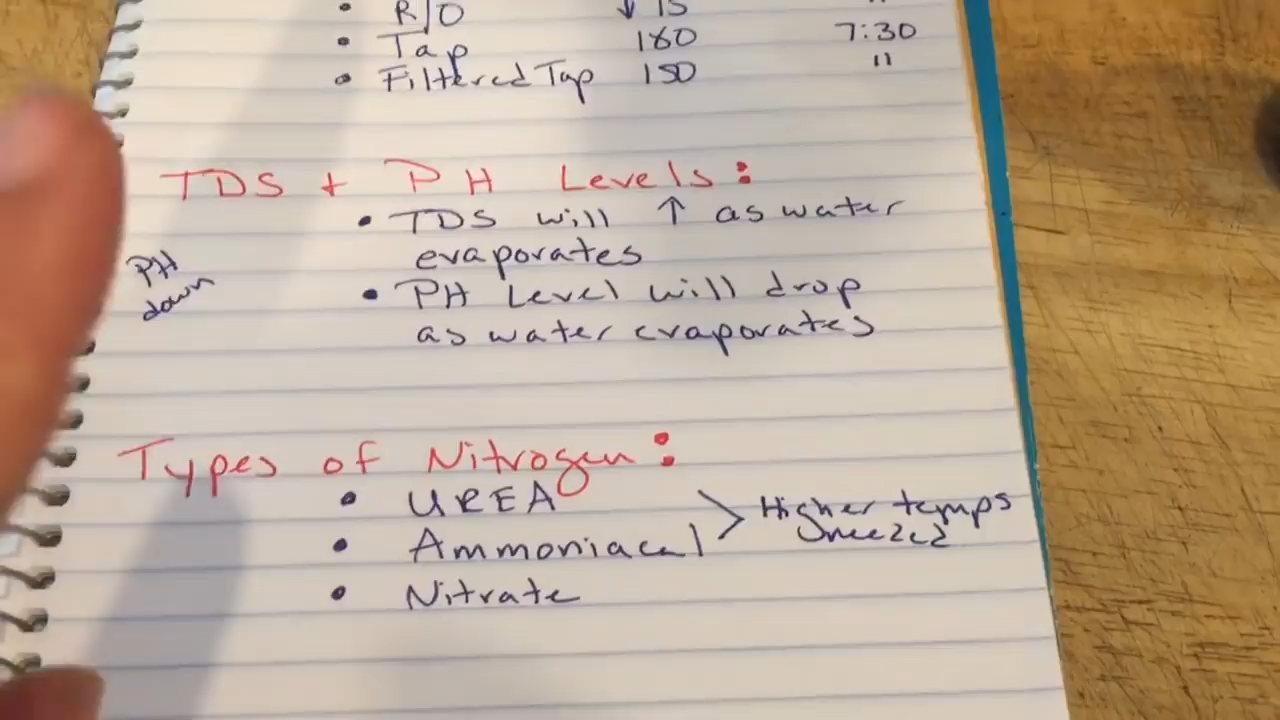 • R/O ↓ 15 "
• Tap 160 7:30
• Filtered Tap 150 "
TDS + PH Levels:
• TDS will ↑ as water
evaporates
PH
down
• PH Level will drop
as water evaporates
Types of Nitrogen:
• UREA
• Ammoniacal > Higher temps
• Nitrate